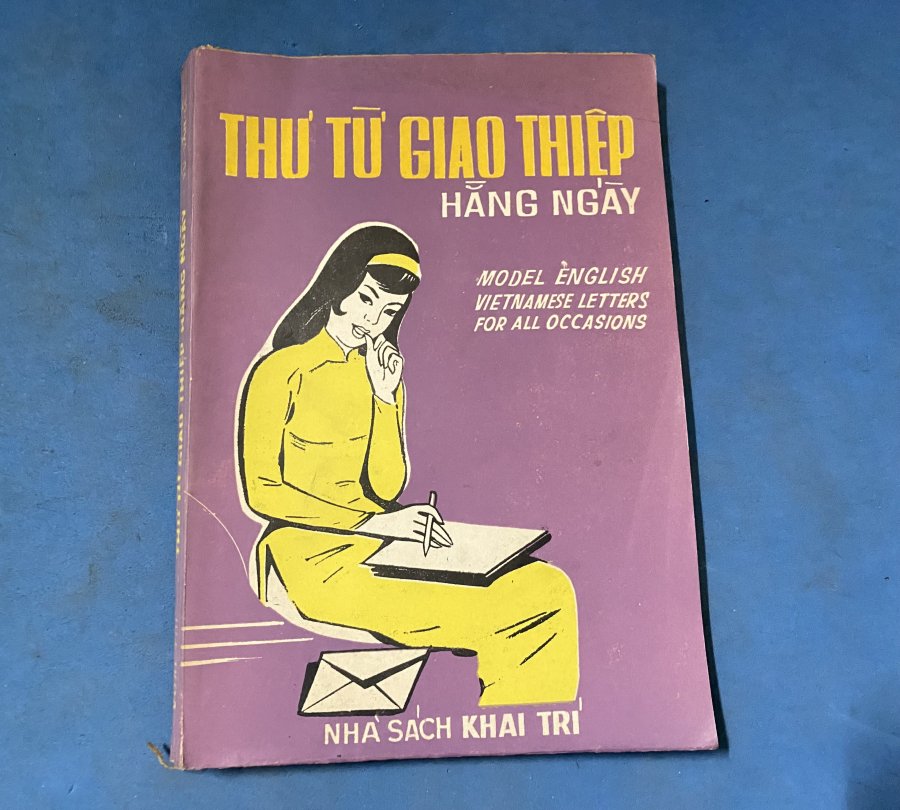 THƯ TỪ GIAO THIỆP
HẰNG NGÀY
MODEL ENGLISH
VIETNAMESE LETTERS
FOR ALL OCCASIONS
NHÀ SÁCH KHAI TRÍ